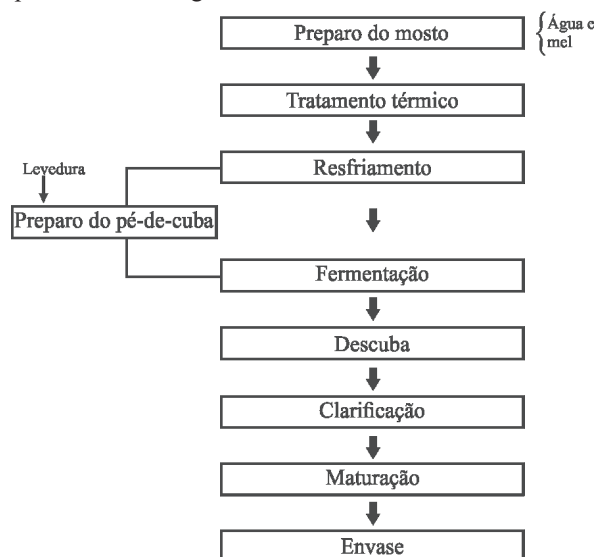 Preparo do mosto
Água e
mel
Tratamento térmico
Resfriamento
Levedura
Preparo do pé-de-cuba
Fermentação
Descuba
Clarificação
Maturação
Envase